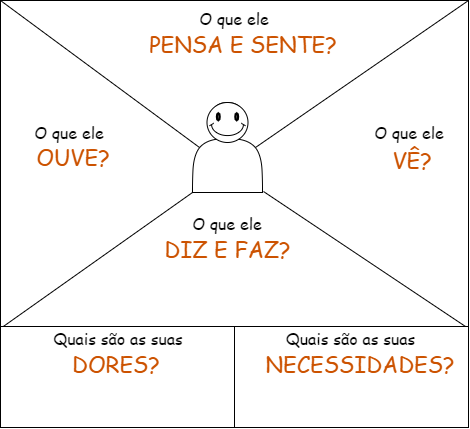 O que ele
PENSA E SENTE?
O que ele
OUVE?
O que ele
VÊ?
O que ele
DIZ E FAZ?
Quais são as suas
DORES?
Quais são as suas
NECESSIDADES?